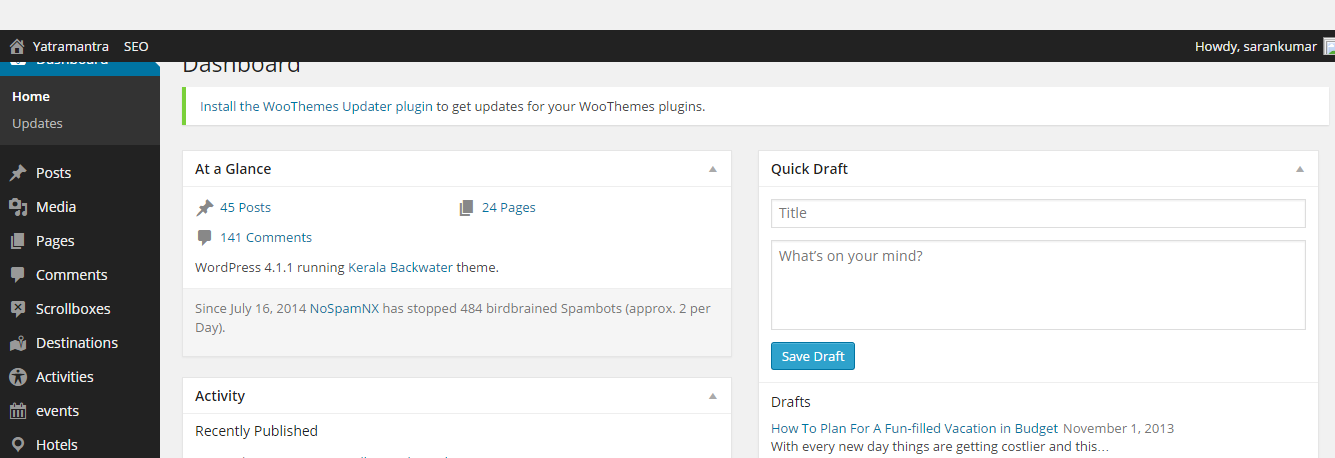 Yatramantra SEO Howdy, sarankumar
Dashboard
Dashboard
Install the WooThemes Updater plugin to get updates for your WooThemes plugins.
Home
Updates
Posts
Media
Pages
Comments
Scrollboxes
Destinations
Activities
events
Hotels
At a Glance
45 Posts
24 Pages
141 Comments
WordPress 4.1.1 running Kerala Backwater theme.
Since July 16, 2014 NoSpamNX has stopped 484 birdbrained Spambots (approx. 2 per
Day).
Activity
Recently Published
Quick Draft
Title
What's on your mind?
Save Draft
Drafts
How To Plan For A Fun-filled Vacation in Budget November 1, 2013
With every new day things are getting costlier and this…